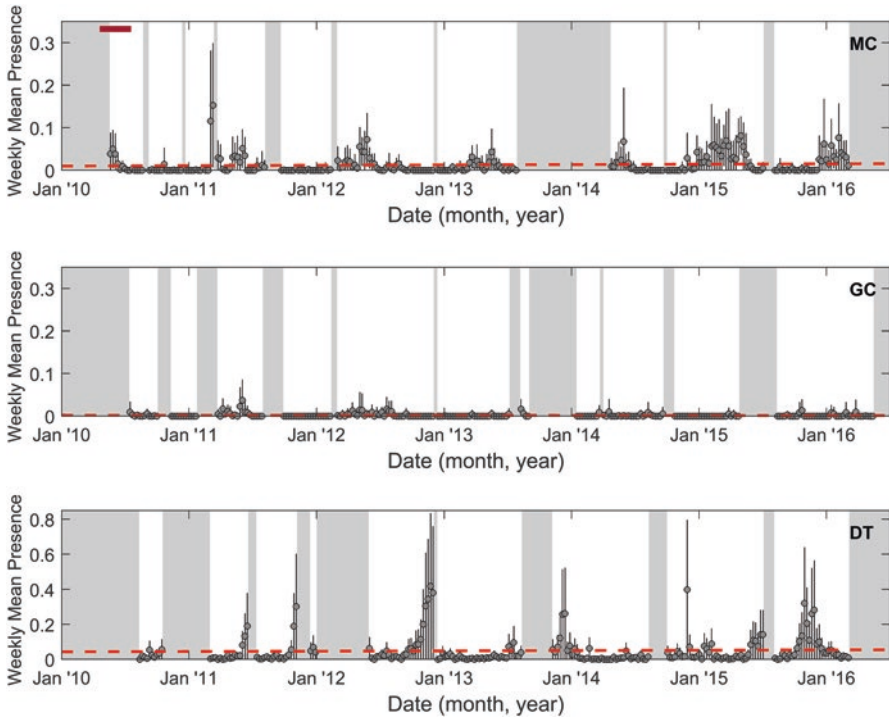 MC
Weekly Mean Presence
0.3
0.2
0.1
0
Jan '10 Jan '11 Jan '12 Jan '13 Jan '14 Jan '15 Jan '16
Date (month, year)
GC
Weekly Mean Presence
0.3
0.2
0.1
0
Jan '10 Jan '11 Jan '12 Jan '13 Jan '14 Jan '15 Jan '16
Date (month, year)
DT
Weekly Mean Presence
0.8
0.6
0.4
0.2
0
Jan '10 Jan '11 Jan '12 Jan '13 Jan '14 Jan '15 Jan '16
Date (month, year)